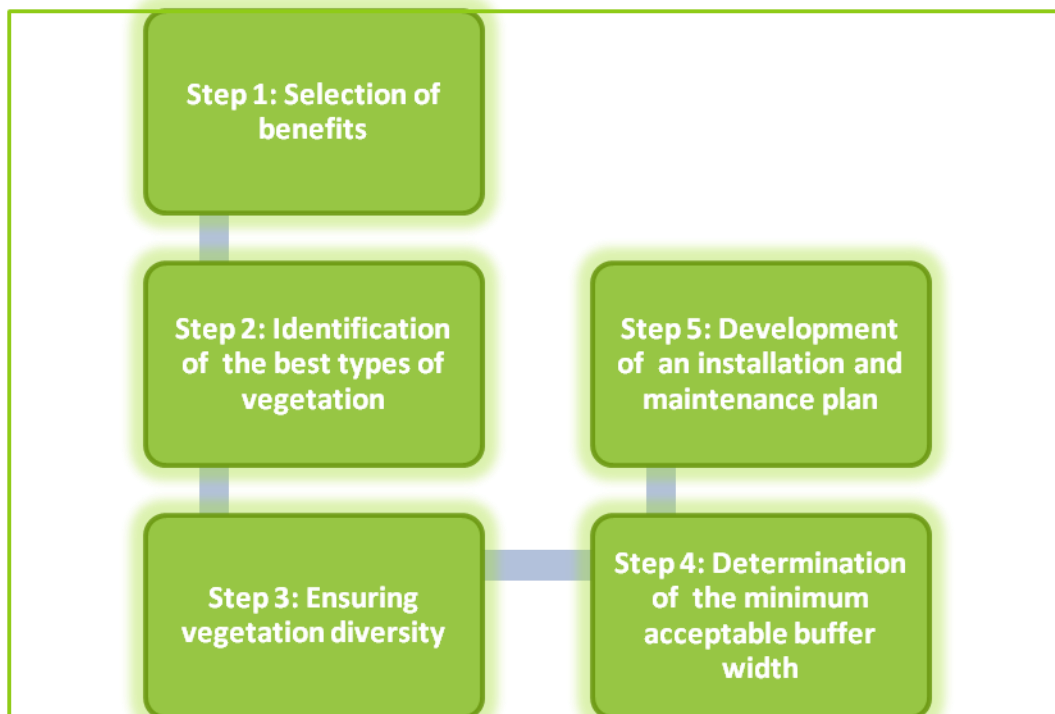 Step 1: Selection of
benefits
Step 2: Identification
of the best types of
vegetation
Step 3: Ensuring
vegetation diversity
Step 4: Determination
of the minimum
acceptable buffer
width
Step 5: Development
of an installation and
maintenance plan